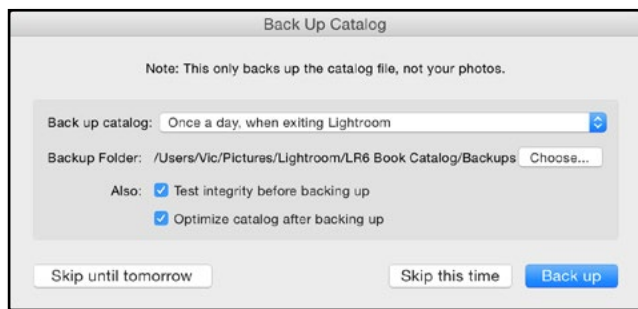 Back Up Catalog
Note: This only backs up the catalog file, not your photos.
Back up catalog: Once a day, when exiting Lightroom
Backup Folder: /Users/Vic/Pictures/Lightroom/LR6 Book Catalog/Backups Choose...
Also: Test integrity before backing up
Optimize catalog after backing up
Skip until tomorrow Skip this time Back up